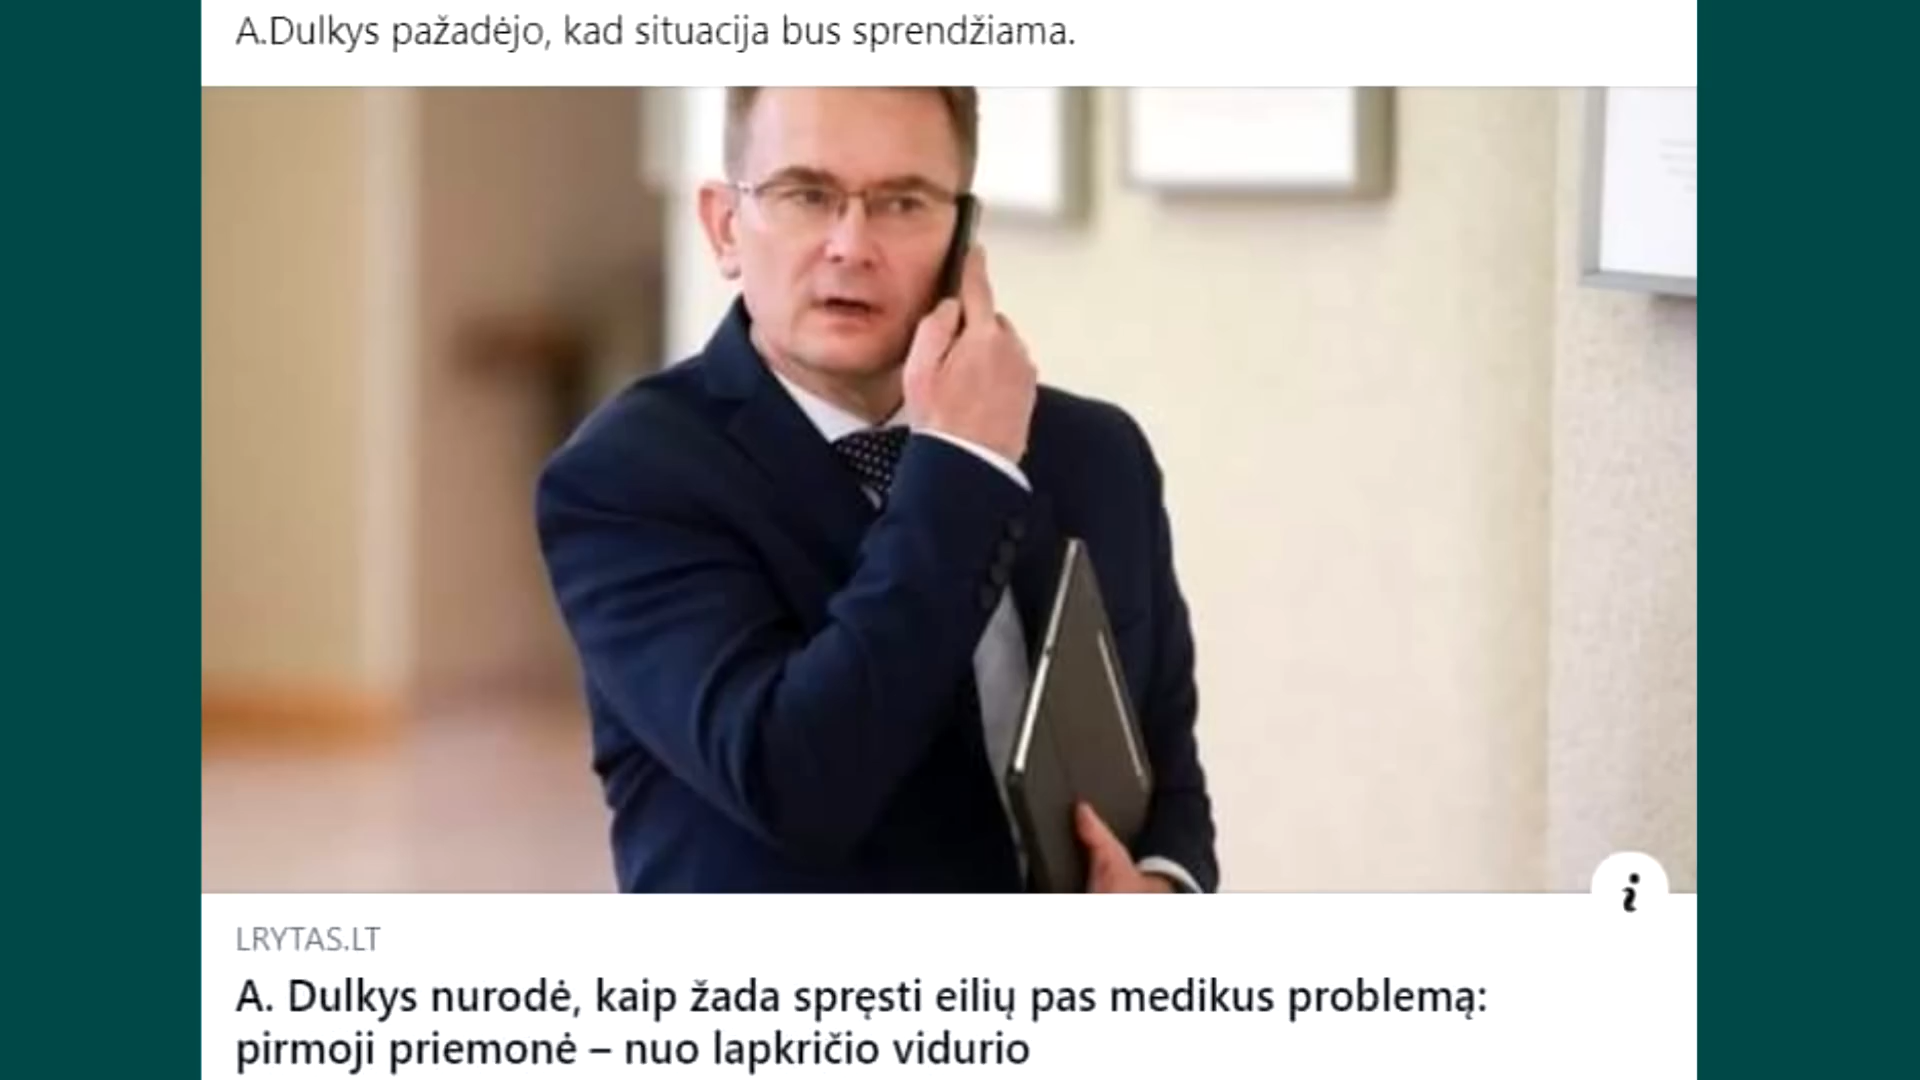 A.Dulkys pažadėjo, kad situacija bus sprendžiama.
LRYTAS.LT
A. Dulkys nurodė, kaip žada spręsti eilių pas medikus problemą:
pirmoji priemonė – nuo lapkričio vidurio